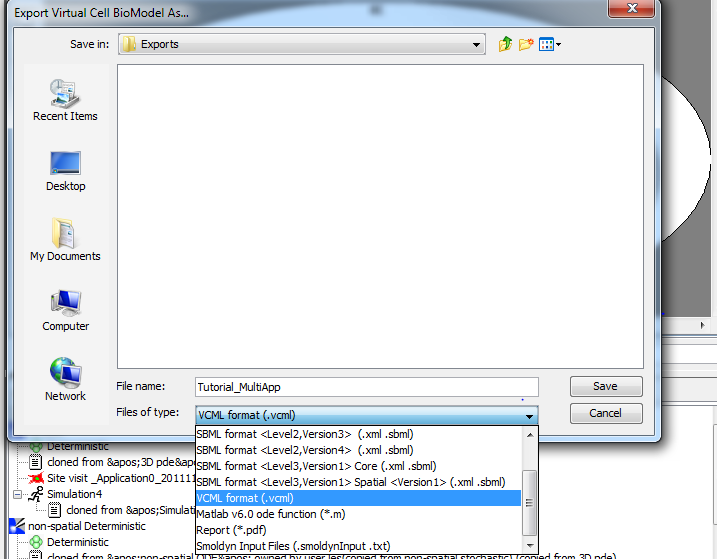 Export Virtual Cell BioModel As...
Save in:
Exports
Recent Items
Desktop
My Documents
Computer
Network
File name:
Tutorial_MultiApp
Save
Files of type:
VCML format (.vcml)
Cancel
SBML format <Level2,Version3> (.xml .sbml)
SBML format <Level2,Version4> (.xml .sbml)
SBML format <Level3,Version1> Core (.xml .sbml)
SBML format <Level3,Version1> Spatial <Version1> (.xml .sbml)
VCML format (.vcml)
Matlab v6.0 ode function (*.m)
Report (*.pdf)
Smoldyn Input Files (.smoldynInput .txt)
Deterministic
cloned from &apos;3D pde&
Site visit _Application0_201111
Simulation4
cloned from &apos;Simulatio
non-spatial Deterministic
Deterministic
cloned from &apos;non-spatial ODE&apos; owned by user les(copied from non-spatial stochastic) (copied from 3D pde)